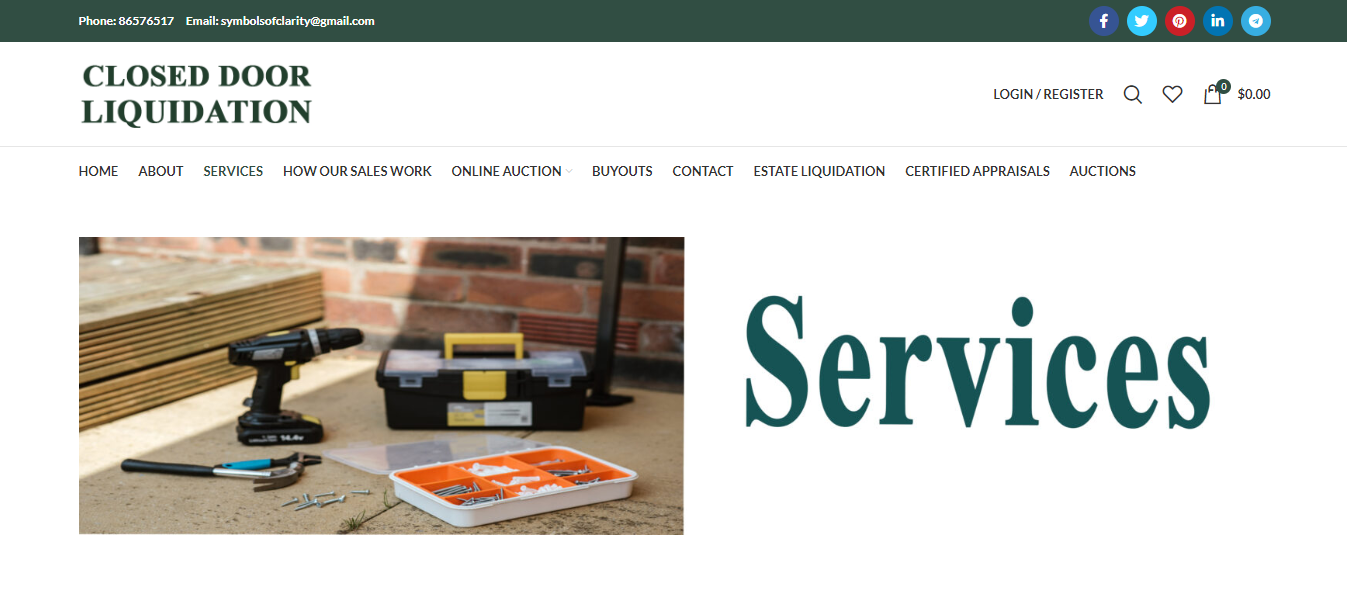 Phone: 86576517 Email: symbolsofclarity@gmail.com
CLOSED DOOR
LIQUIDATION
LOGIN / REGISTER 0 $0.00
HOME ABOUT SERVICES HOW OUR SALES WORK ONLINE AUCTION BUYOUTS CONTACT ESTATE LIQUIDATION CERTIFIED APPRAISALS AUCTIONS
14.4v
Services